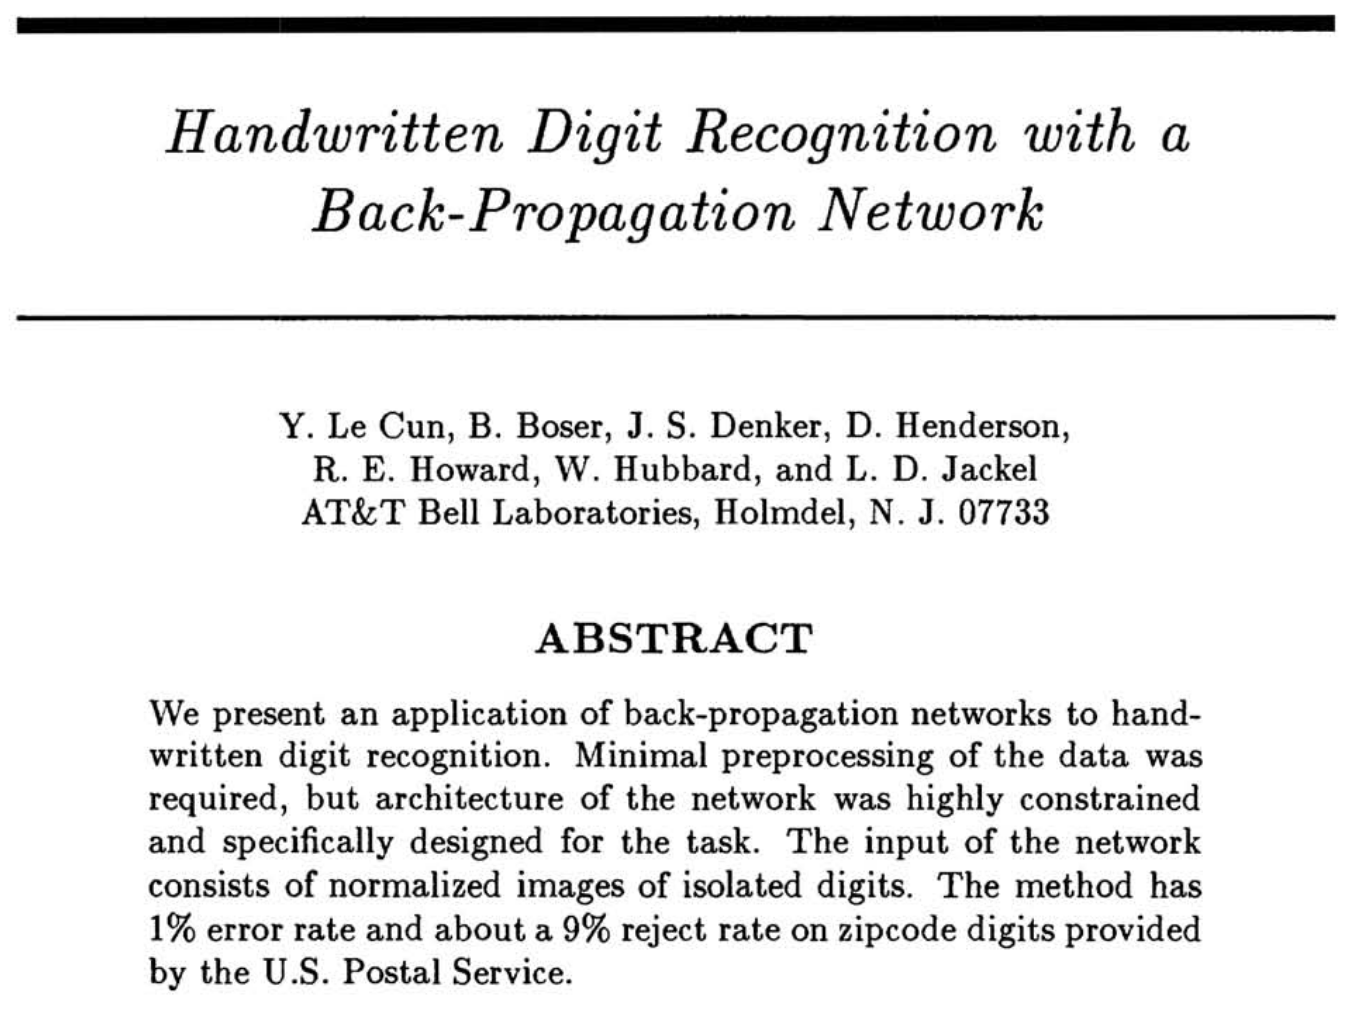 Handwritten Digit Recognition with a
Back-Propagation Network
Y. Le Cun, B. Boser, J. S. Denker, D. Henderson,
R. E. Howard, W. Hubbard, and L. D. Jackel
AT&T Bell Laboratories, Holmdel, N. J. 07733
ABSTRACT
We present an application of back-propagation networks to hand-
written digit recognition. Minimal preprocessing of the data was
required, but architecture of the network was highly constrained
and specifically designed for the task. The input of the network
consists of normalized images of isolated digits. The method has
1% error rate and about a 9% reject rate on zipcode digits provided
by the U.S. Postal Service.